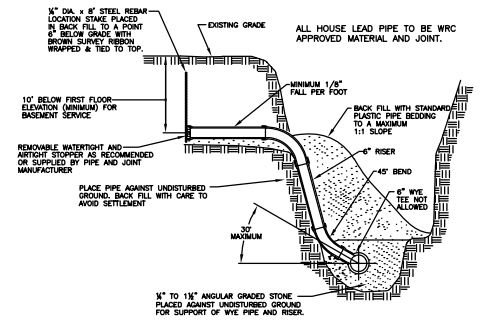 ¼" DIA. x 8' STEEL REBAR
LOCATION STAKE PLACED
IN BACK FILL TO A POINT
6" BELOW GRADE WITH
BROWN SURVEY RIBBON
WRAPPED & TIED TO TOP.
EXISTING GRADE
ALL HOUSE LEAD PIPE TO BE WRC
APPROVED MATERIAL AND JOINT.
10' BELOW FIRST FLOOR
ELEVATION (MINIMUM) FOR
BASEMENT SERVICE
MINIMUM 1/8"
FALL PER FOOT
BACK FILL WITH STANDARD
PLASTIC PIPE BEDDING
TO A MAXIMUM
1:1 SLOPE
REMOVABLE WATERTIGHT AND
AIRTIGHT STOPPER AS RECOMMENDED
OR SUPPLIED BY PIPE AND JOINT
MANUFACTURER
6" RISER
45° BEND
PLACE PIPE AGAINST UNDISTURBED
GROUND. BACK FILL WITH CARE TO
AVOID SETTLEMENT
6" WYE
TEE NOT
ALLOWED
30°
MAXIMUM
¼" TO 1½" ANGULAR GRADED STONE
PLACED AGAINST UNDISTURBED GROUND
FOR SUPPORT OF WYE PIPE AND RISER.